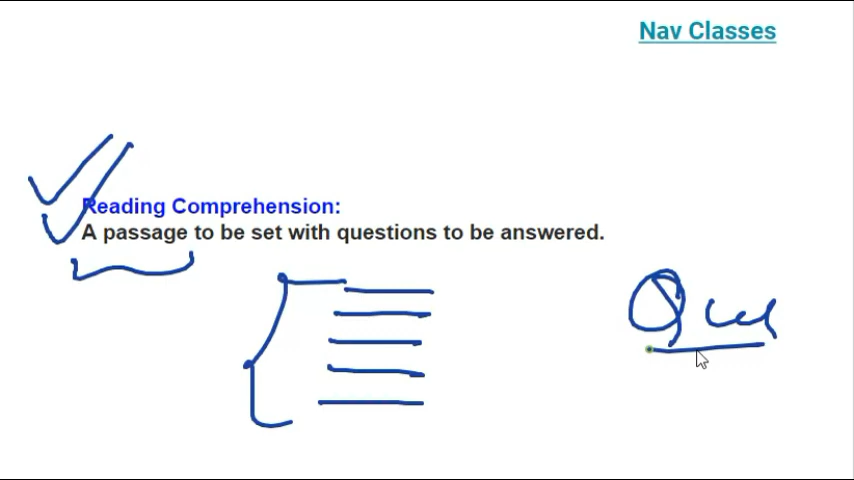 Nav Classes
Reading Comprehension:
A passage to be set with questions to be answered.